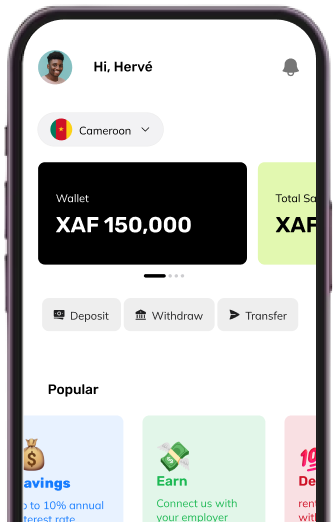 Hi, Hervé
Cameroon
Wallet
XAF 150,000
Total Sa
XAF
Deposit
Withdraw
Transfer
Popular
avings
o to 10% annual
terest rate
Earn
Connect us with
your employer
De
rent
with